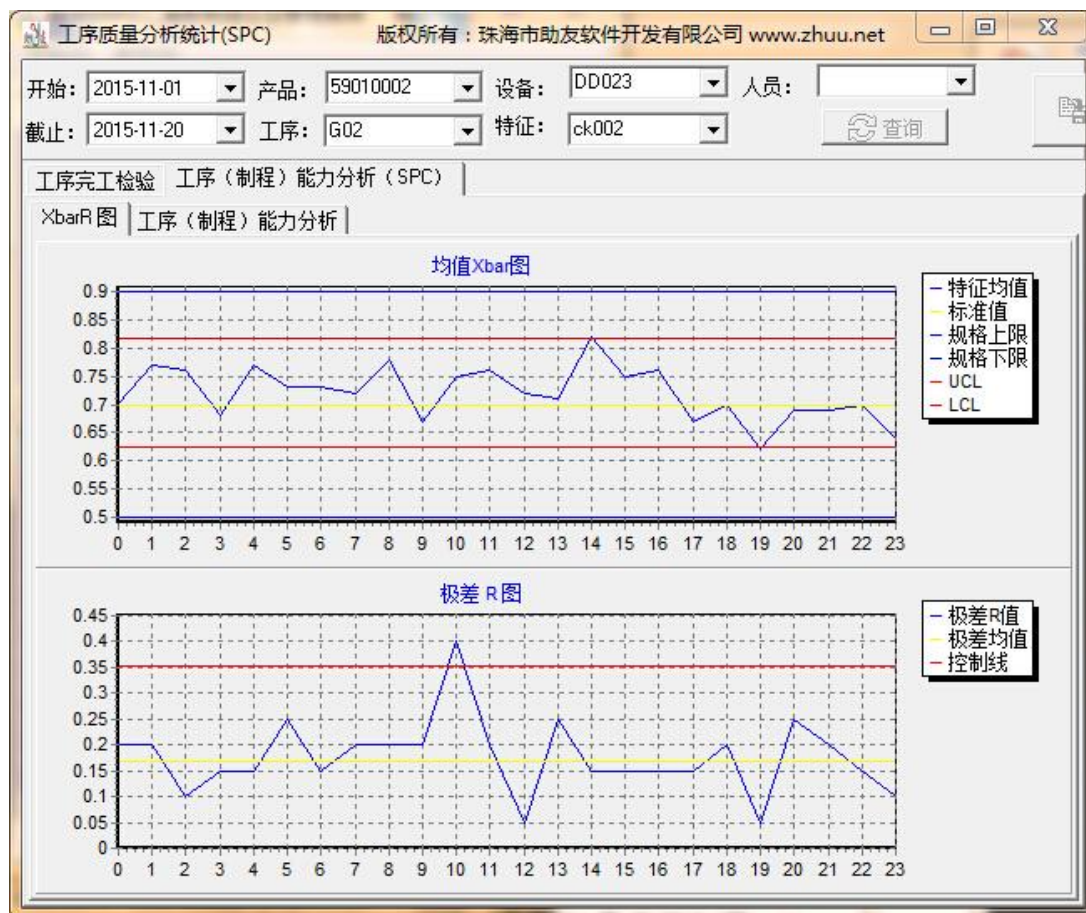 工序质量分析统计(SPC) 版权所有：珠海市助友软件开发有限公司 www.zhuu.net
开始： 2015-11-01 产品： 59010002 设备： DD023 人员：
截止： 2015-11-20 工序： G02 特征： ck002 查询
工序完工检验 工序（制程）能力分析（SPC）
XbarR图 工序（制程）能力分析
均值Xbar图
0.9
0.85
0.8
0.75
0.7
0.65
0.6
0.55
0.5
0 1 2 3 4 5 6 7 8 9 10 11 12 13 14 15 16 17 18 19 20 21 22 23
特征均值
标准值
规格上限
规格下限
UCL
LCL
极差 R图
0.45
0.4
0.35
0.3
0.25
0.2
0.15
0.1
0.05
0
0 1 2 3 4 5 6 7 8 9 10 11 12 13 14 15 16 17 18 19 20 21 22 23
极差R值
极差均值
控制线